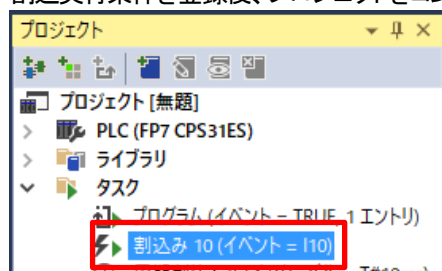 プロジェクト
プロジェクト [無題]
PLC (FP7 CPS31ES)
ライブラリ
タスク
プログラム (イベント = TRUE, 1 エントリ)
割込み 10 (イベント = I10)